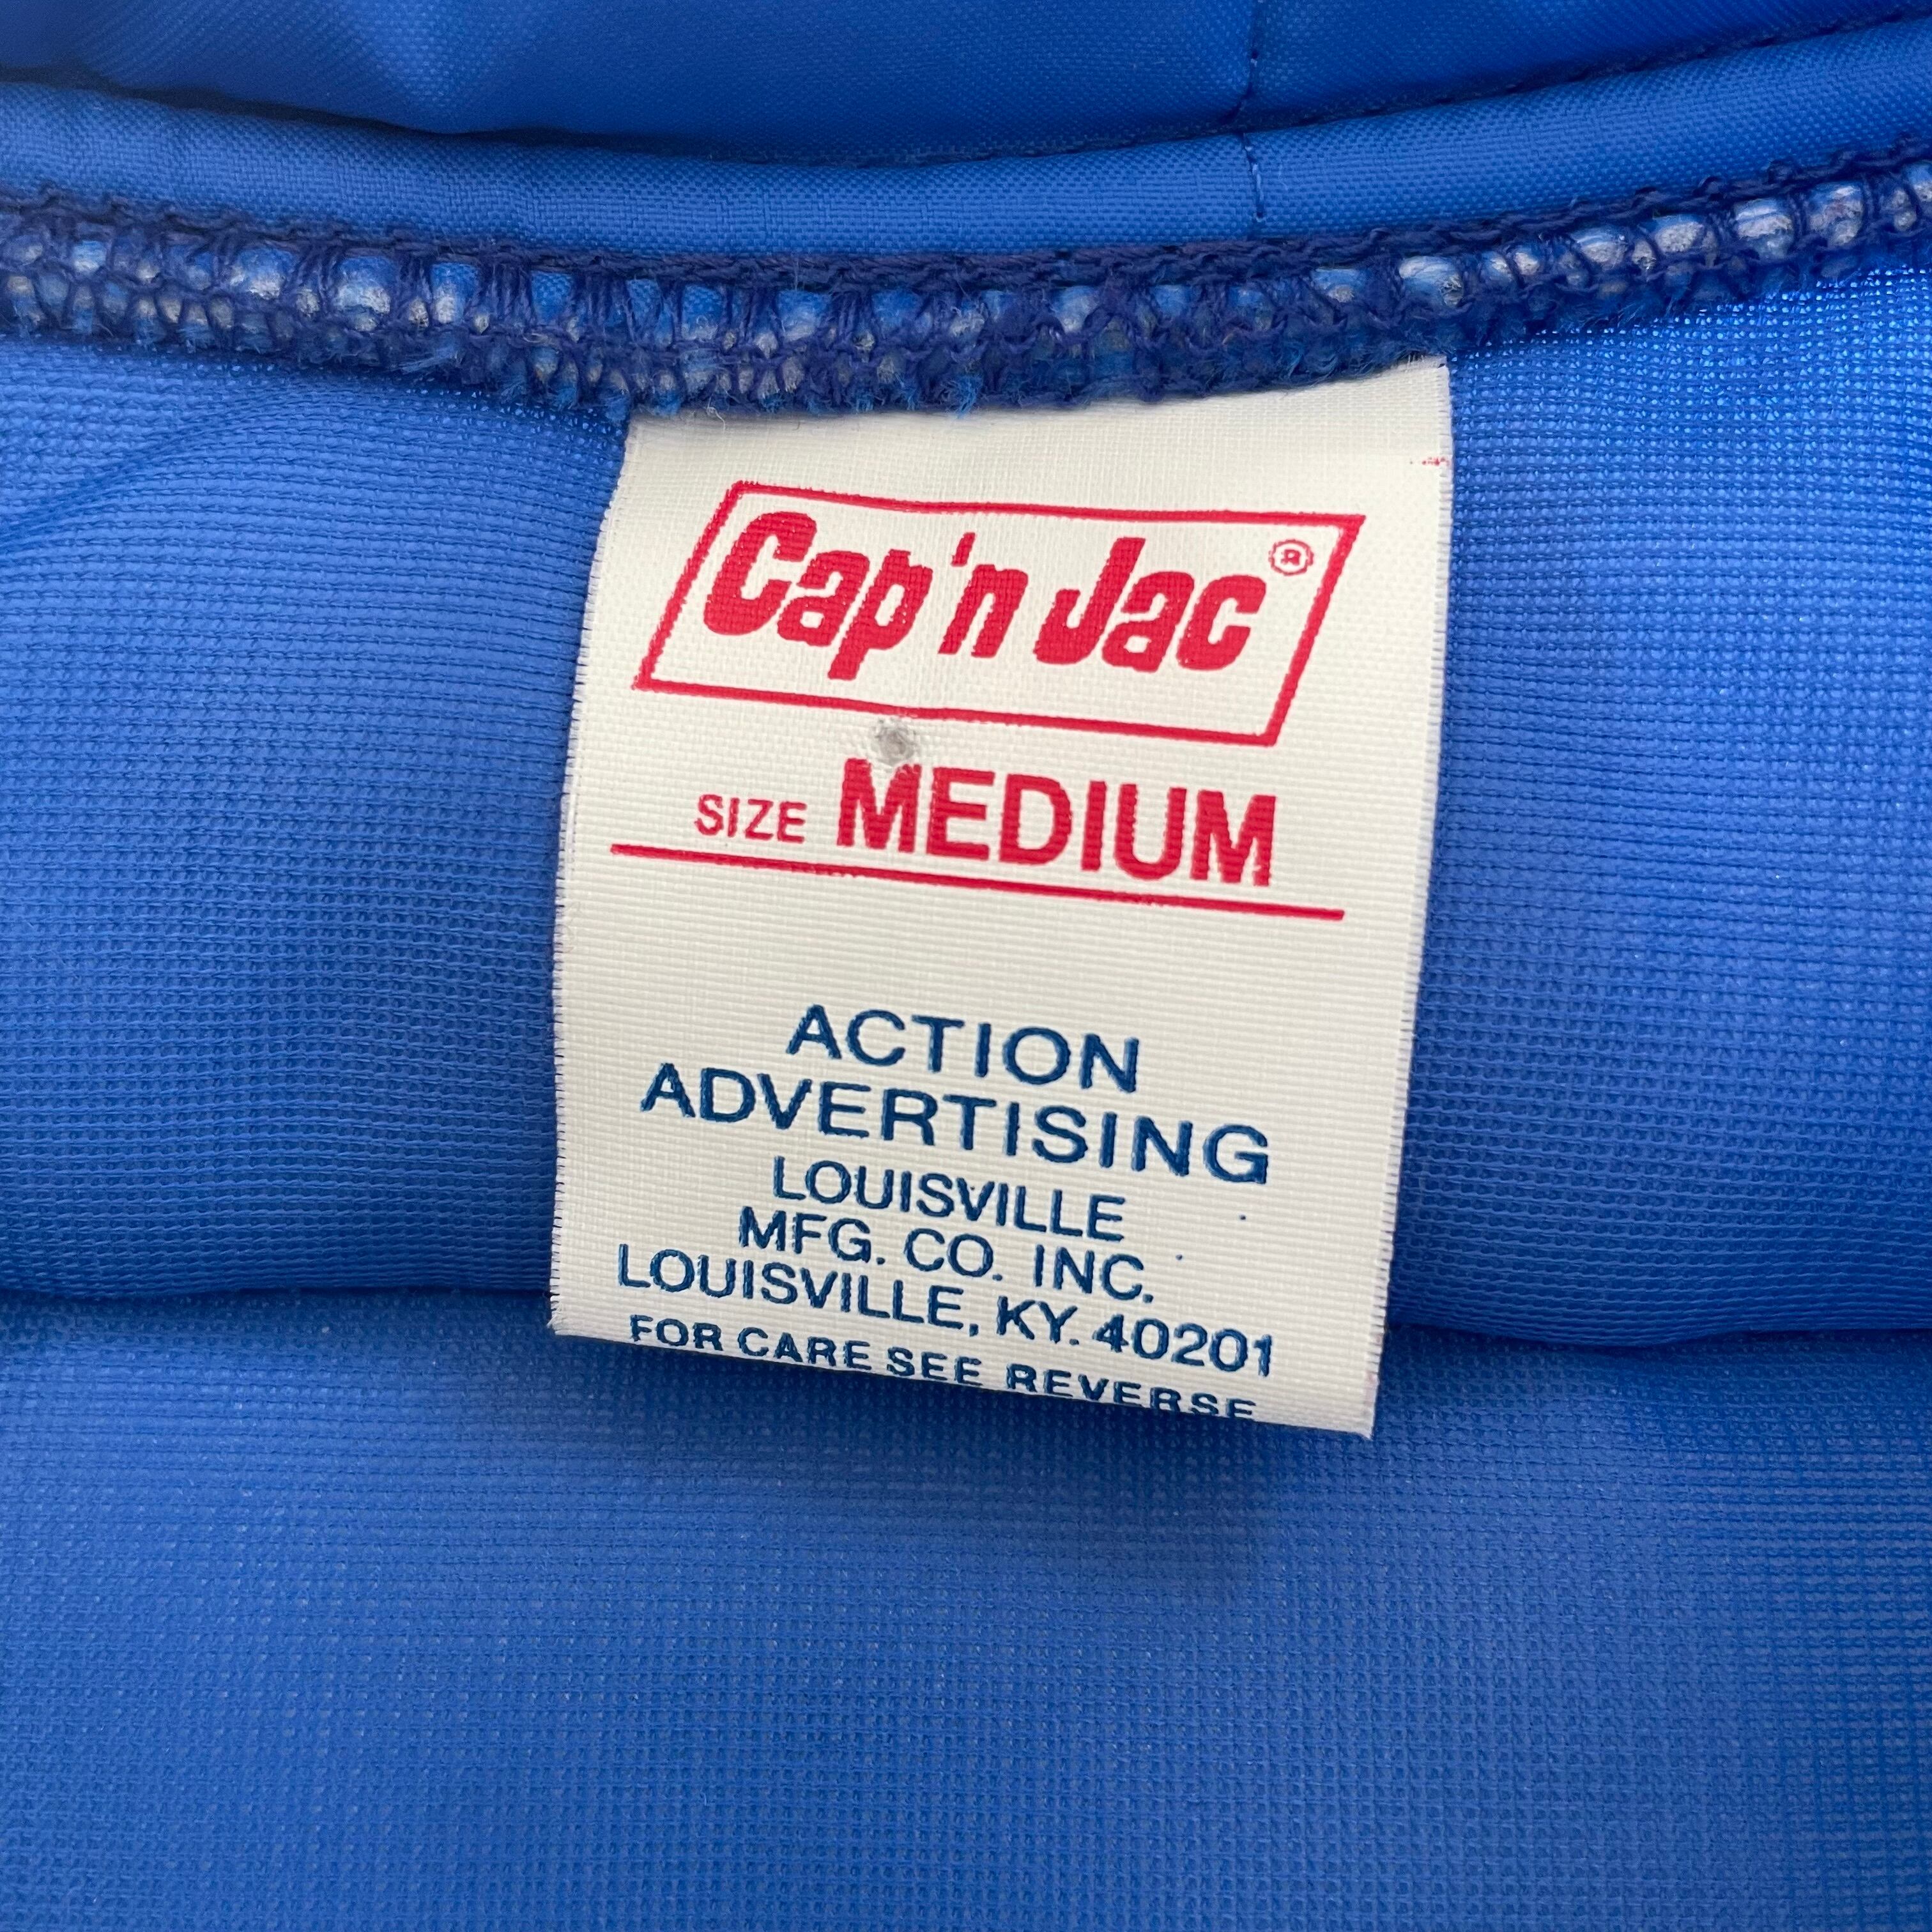 Cap'n Jac®
SIZE MEDIUM
ACTION
ADVERTISING
LOUISVILLE
MFG. CO. INC.
LOUISVILLE, KY. 40201
FOR CARE SEE REVERSE